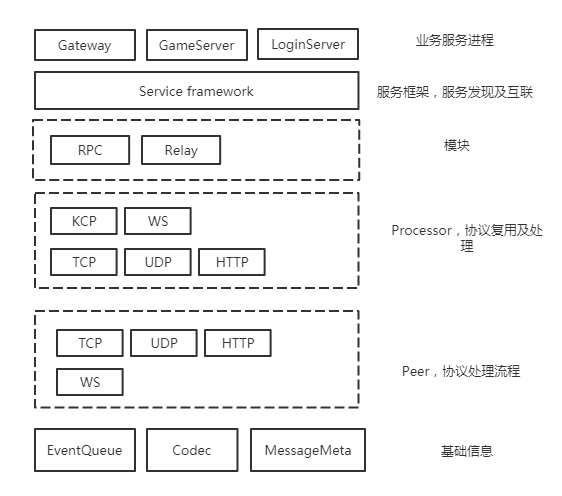 Gateway GameServer LoginServer 业务服务进程
Service framework 服务框架，服务发现及互联
RPC Relay 模块
KCP WS
Processor，协议复用及处
理
TCP UDP HTTP
TCP UDP HTTP
Peer，协议处理流程
WS
EventQueue Codec MessageMeta 基础信息